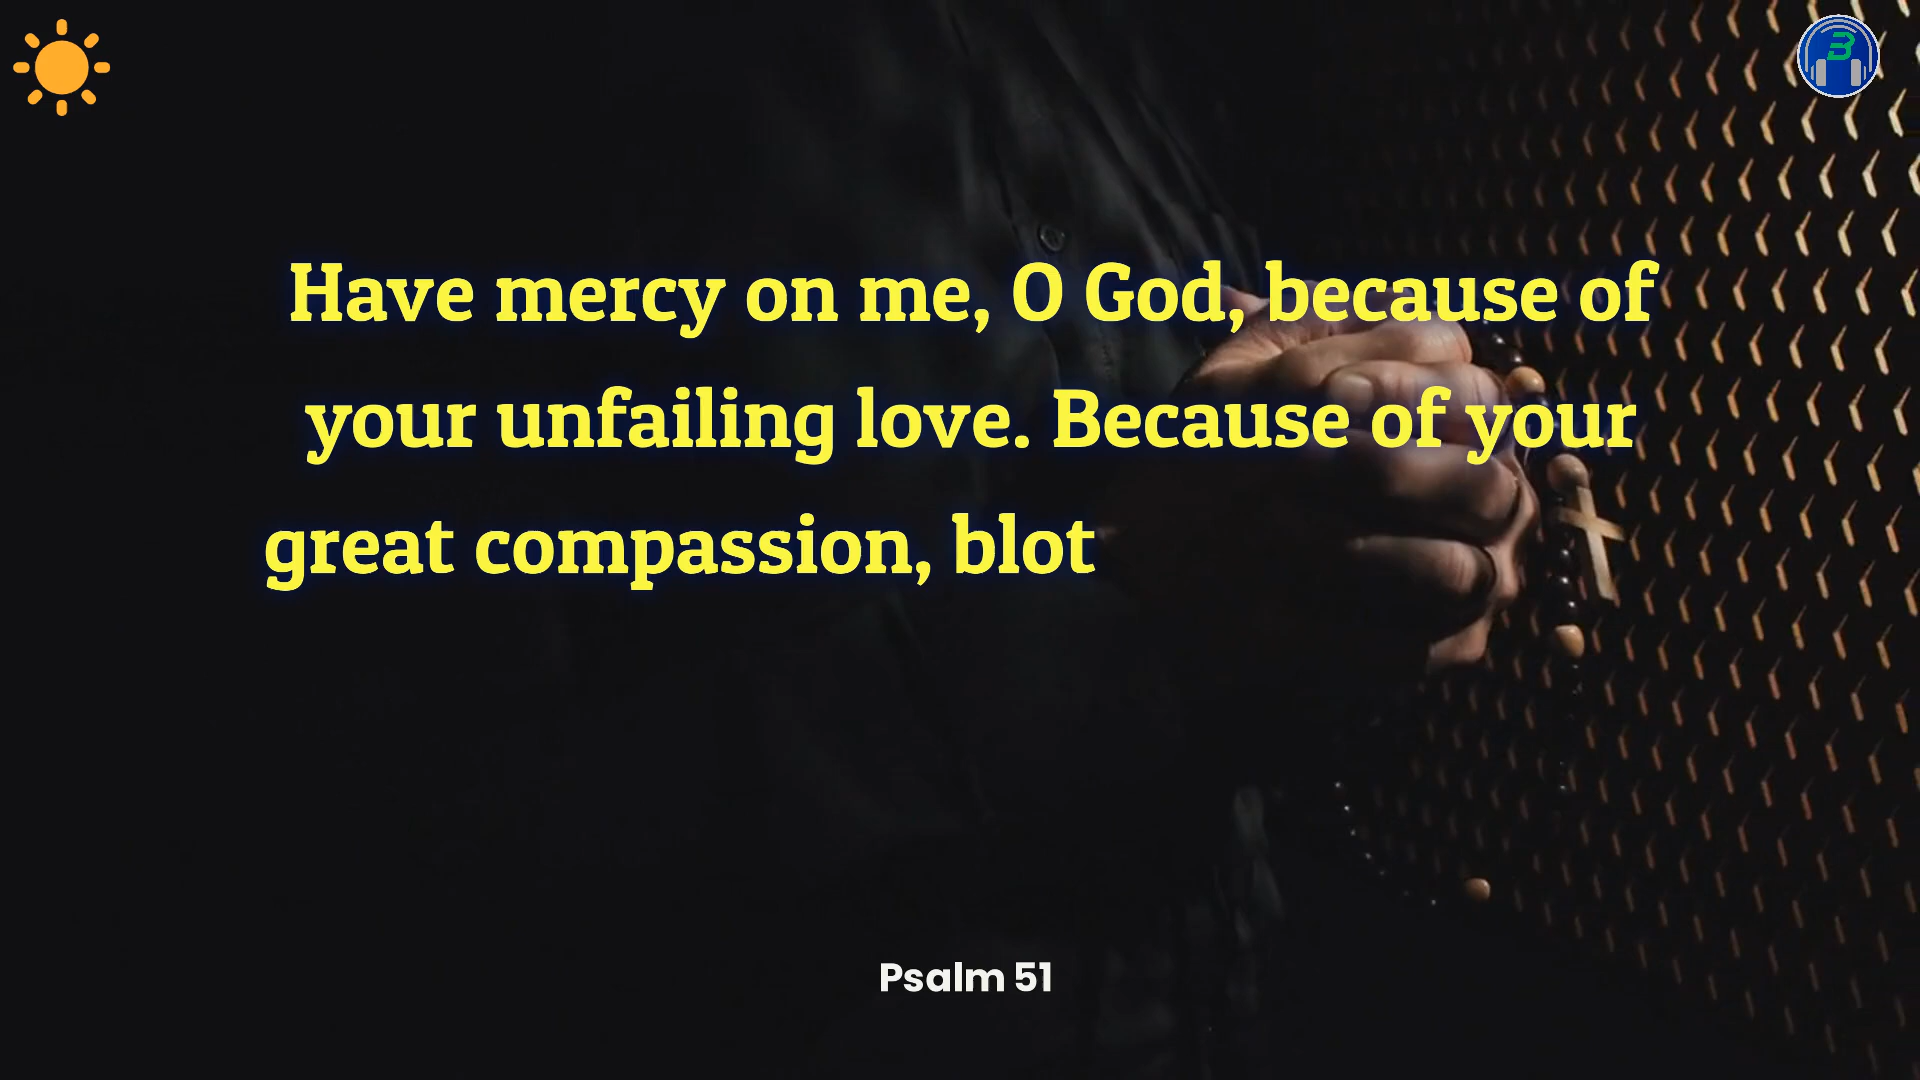 Have mercy on me, O God, because of
your unfailing love. Because of your
great compassion, blot
Psalm 51